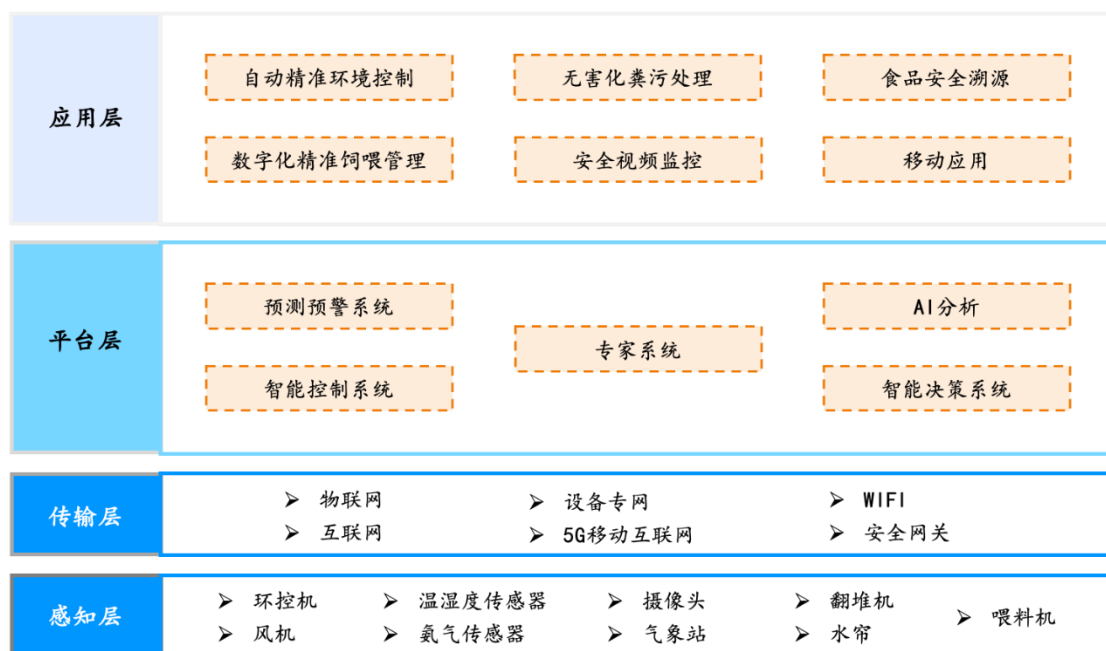 应用层
自动精准环境控制
无害化粪污处理
食品安全溯源
数字化精准饲喂管理
安全视频监控
移动应用
平台层
预测预警系统
AI分析
专家系统
智能控制系统
智能决策系统
传输层
物联网
设备专网
WIFI
互联网
5G移动互联网
安全网关
感知层
环控机
温湿度传感器
摄像头
翻堆机
喂料机
风机
氨气传感器
气象站
水帘